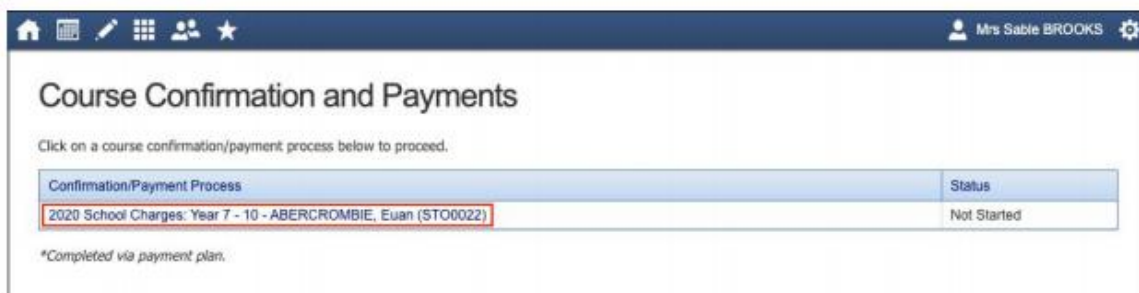 Mrs Sable BROOKS
Course Confirmation and Payments
Click on a course confirmation/payment process below to proceed.
Confirmation/Payment Process Status
2020 School Charges: Year 7 - 10 - ABERCROMBIE, Euan (STO0022) Not Started
*Completed via payment plan.